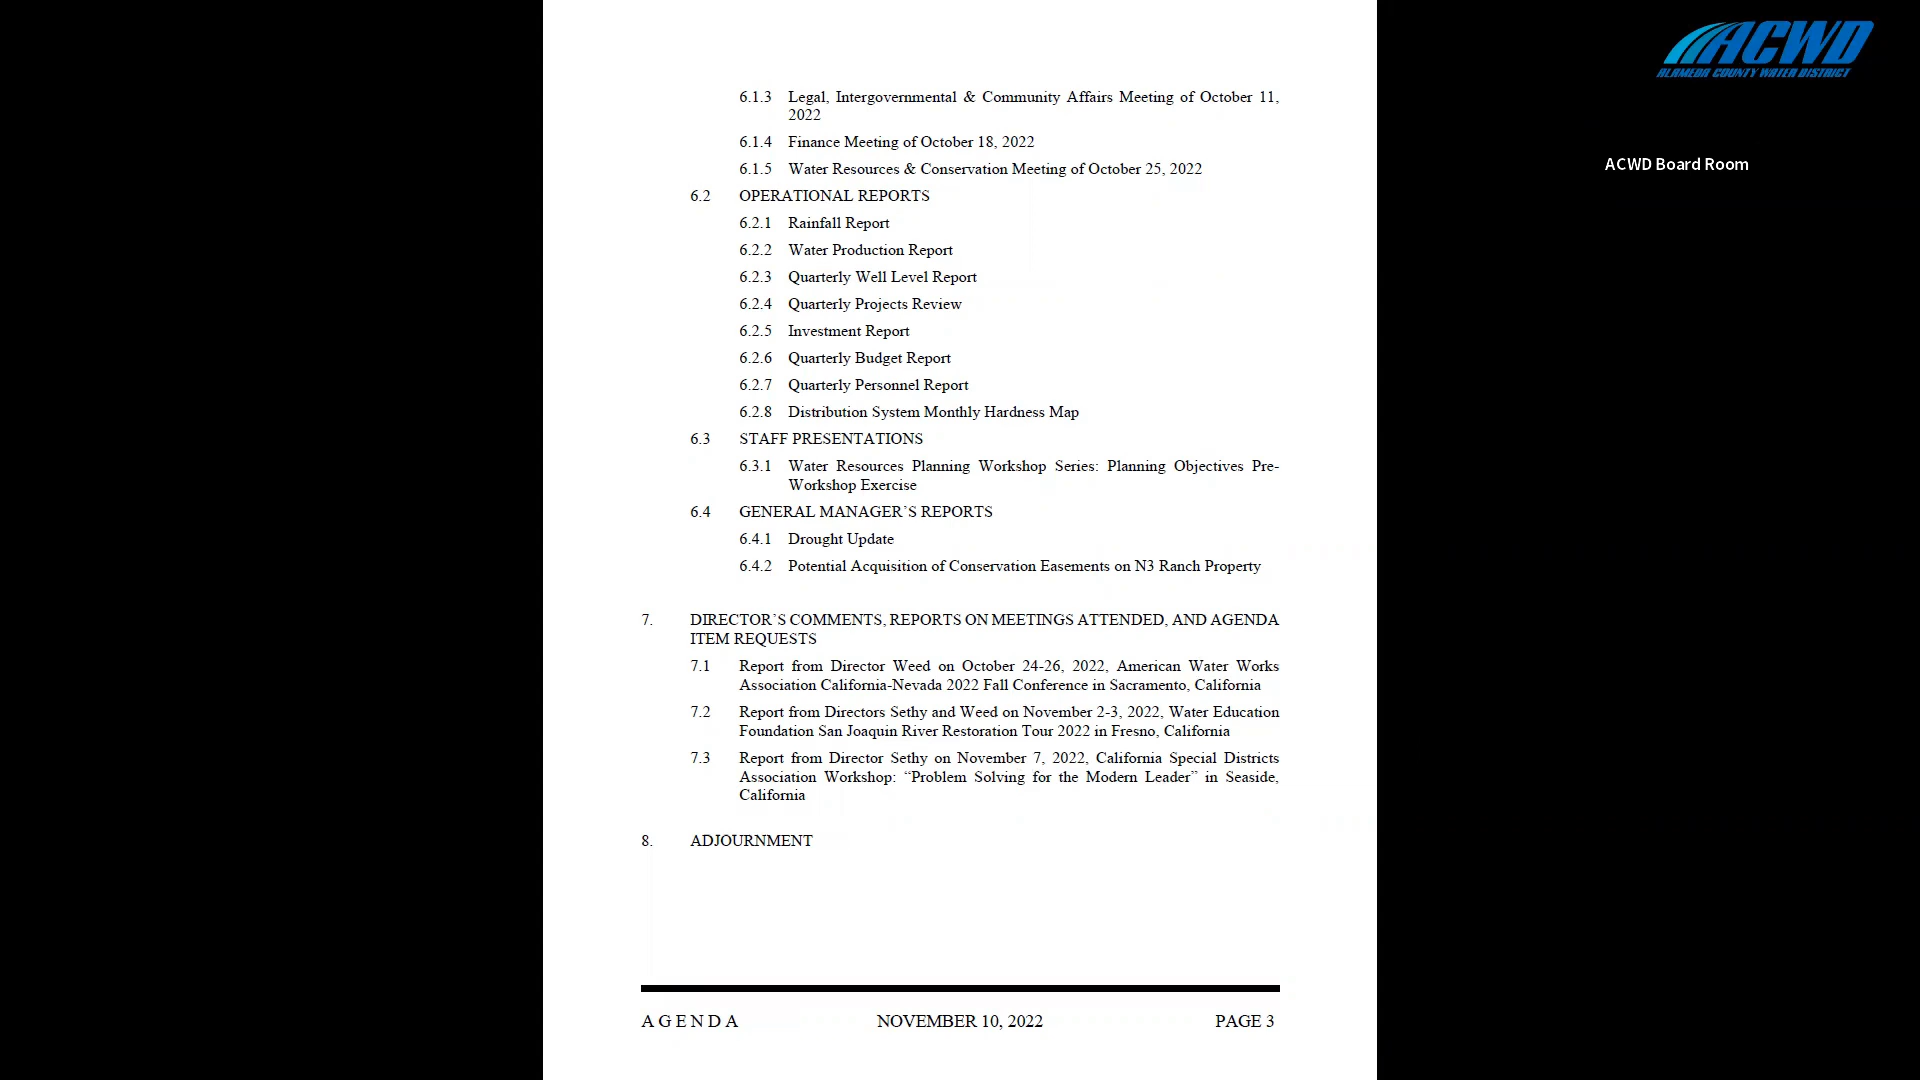 ACWD
ALAMEDA COUNTY WATER DISTRICT
ACWD Board Room
6.1.3 Legal, Intergovernmental & Community Affairs Meeting of October 11,
2022
6.1.4 Finance Meeting of October 18, 2022
6.1.5 Water Resources & Conservation Meeting of October 25, 2022
6.2 OPERATIONAL REPORTS
6.2.1 Rainfall Report
6.2.2 Water Production Report
6.2.3 Quarterly Well Level Report
6.2.4 Quarterly Projects Review
6.2.5 Investment Report
6.2.6 Quarterly Budget Report
6.2.7 Quarterly Personnel Report
6.2.8 Distribution System Monthly Hardness Map
6.3 STAFF PRESENTATIONS
6.3.1 Water Resources Planning Workshop Series: Planning Objectives Pre-
Workshop Exercise
6.4 GENERAL MANAGER’S REPORTS
6.4.1 Drought Update
6.4.2 Potential Acquisition of Conservation Easements on N3 Ranch Property
7. DIRECTOR’S COMMENTS, REPORTS ON MEETINGS ATTENDED, AND AGENDA
ITEM REQUESTS
7.1 Report from Director Weed on October 24-26, 2022, American Water Works
Association California-Nevada 2022 Fall Conference in Sacramento, California
7.2 Report from Directors Sethy and Weed on November 2-3, 2022, Water Education
Foundation San Joaquin River Restoration Tour 2022 in Fresno, California
7.3 Report from Director Sethy on November 7, 2022, California Special Districts
Association Workshop: “Problem Solving for the Modern Leader” in Seaside,
California
8. ADJOURNMENT
AGENDA NOVEMBER 10, 2022 PAGE 3